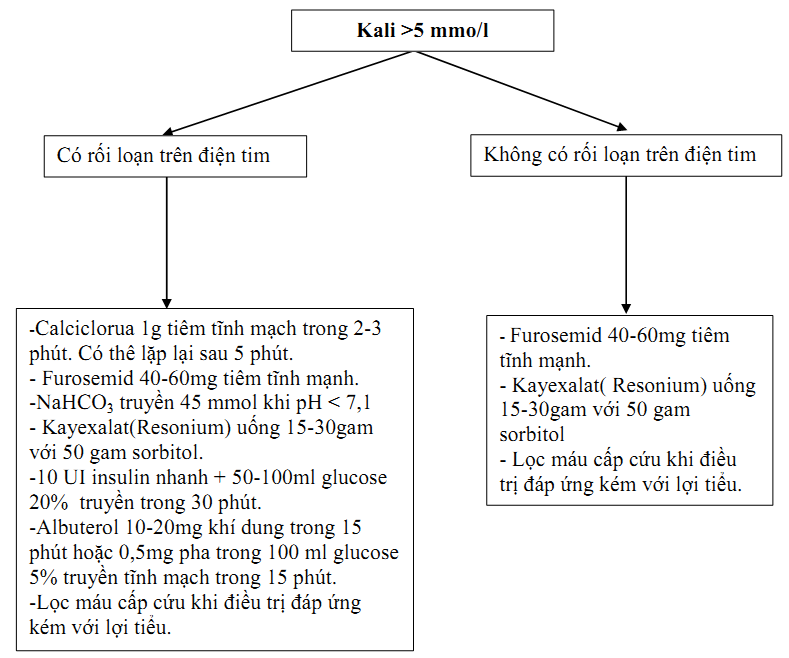 Kali >5 mmo/l
Có rối loạn trên điện tim
Không có rối loạn trên điện tim
-Calciclorua 1g tiêm tĩnh mạch trong 2-3
phút. Có thê lặp lại sau 5 phút.
- Furosemid 40-60mg tiêm tĩnh mạnh.
-NaHCO₃ truyền 45 mmol khi pH < 7,1
- Kayexalat(Resonium) uống 15-30gam
với 50 gam sorbitol.
-10 UI insulin nhanh + 50-100ml glucose
20% truyền trong 30 phút.
-Albuterol 10-20mg khí dung trong 15
phút hoặc 0,5mg pha trong 100 ml glucose
5% truyền tĩnh mạch trong 15 phút.
-Lọc máu cấp cứu khi điều trị đáp ứng
kém với lợi tiểu.
- Furosemid 40-60mg tiêm
tĩnh mạnh.
- Kayexalat( Resonium) uống
15-30gam với 50 gam
sorbitol
- Lọc máu cấp cứu khi điều
trị đáp ứng kém với lợi tiểu.